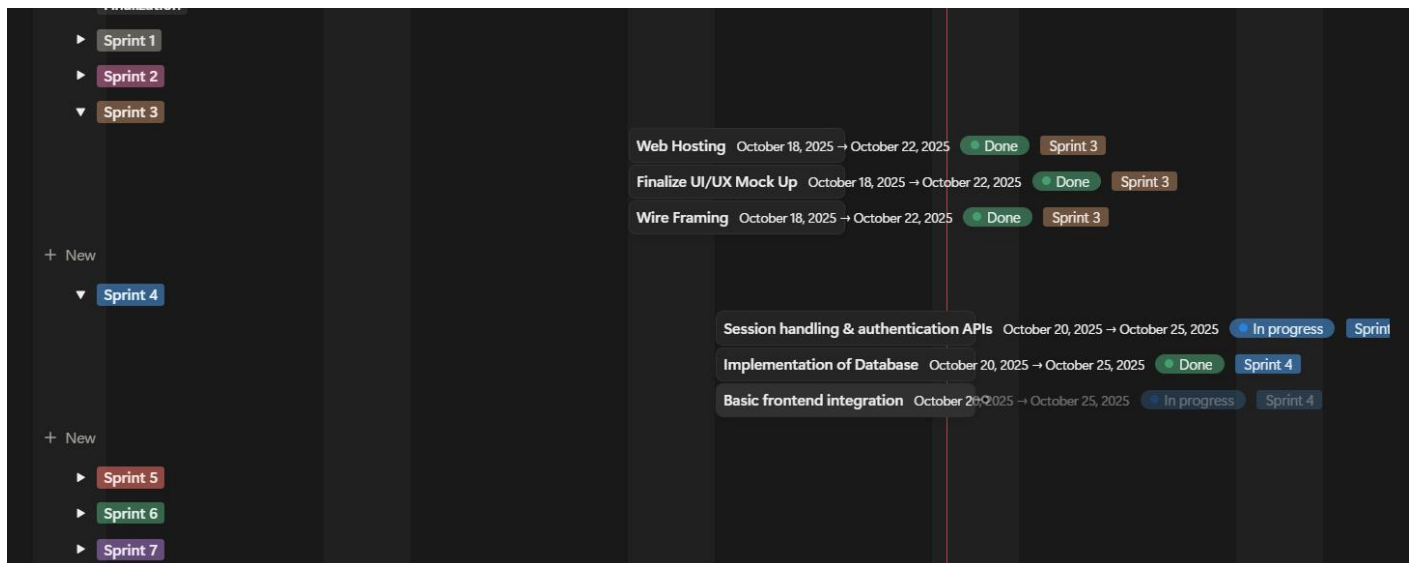 Finalization
Sprint 1
Sprint 2
Sprint 3
Web Hosting October 18, 2025 → October 22, 2025 Done Sprint 3
Finalize UI/UX Mock Up October 18, 2025 → October 22, 2025 Done Sprint 3
Wire Framing October 18, 2025 → October 22, 2025 Done Sprint 3
+ New
Sprint 4
Session handling & authentication APIs October 20, 2025 → October 25, 2025 In progress Sprint
Implementation of Database October 20, 2025 → October 25, 2025 Done Sprint 4
Basic frontend integration October 20, 2025 → October 25, 2025 In progress Sprint 4
+ New
Sprint 5
Sprint 6
Sprint 7